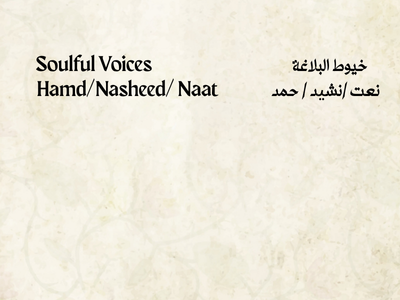 Soulful Voices
Hamd/Nasheed/ Naat
خيوط البلاغة
نعت /نشيد / حمد